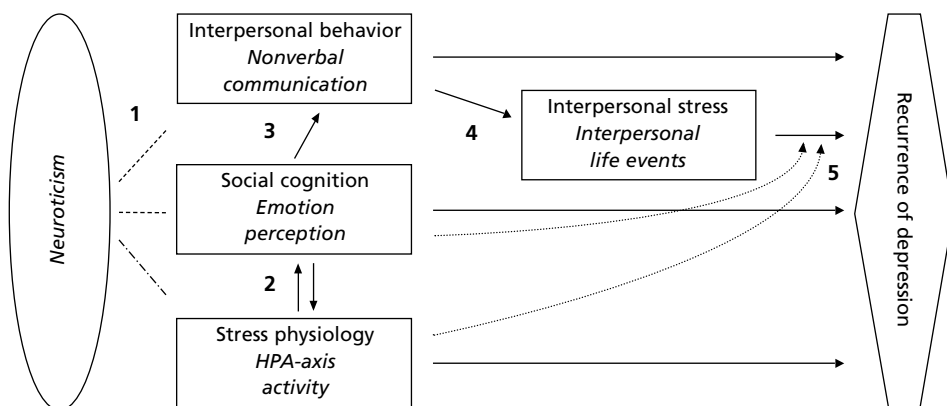 Interpersonal behavior
Nonverbal
communication
1
3
4
Interpersonal stress
Interpersonal
life events
5
Neuroticism
Social cognition
Emotion
perception
2
Stress physiology
HPA-axis
activity
Recurrence of depression